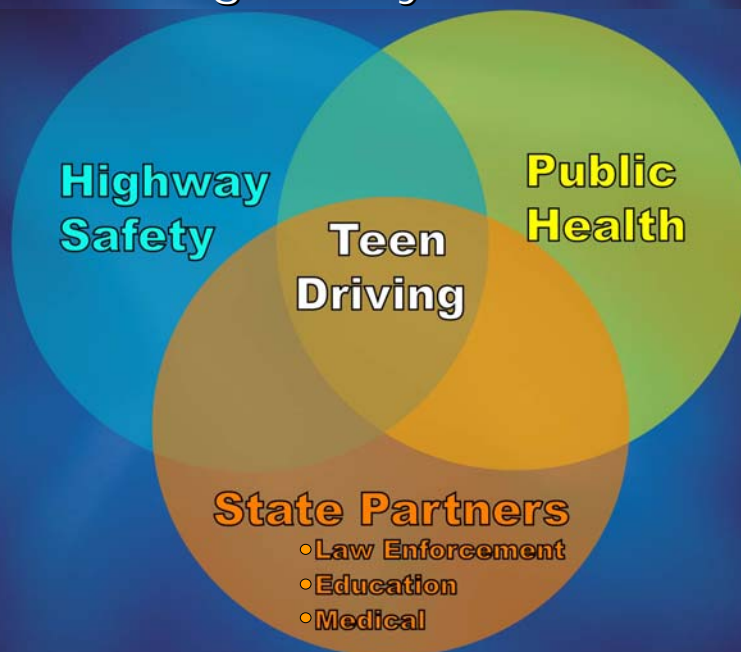 Highway
Safety
Public
Health
Teen
Driving
State Partners
•Law Enforcement
•Education
•Medical